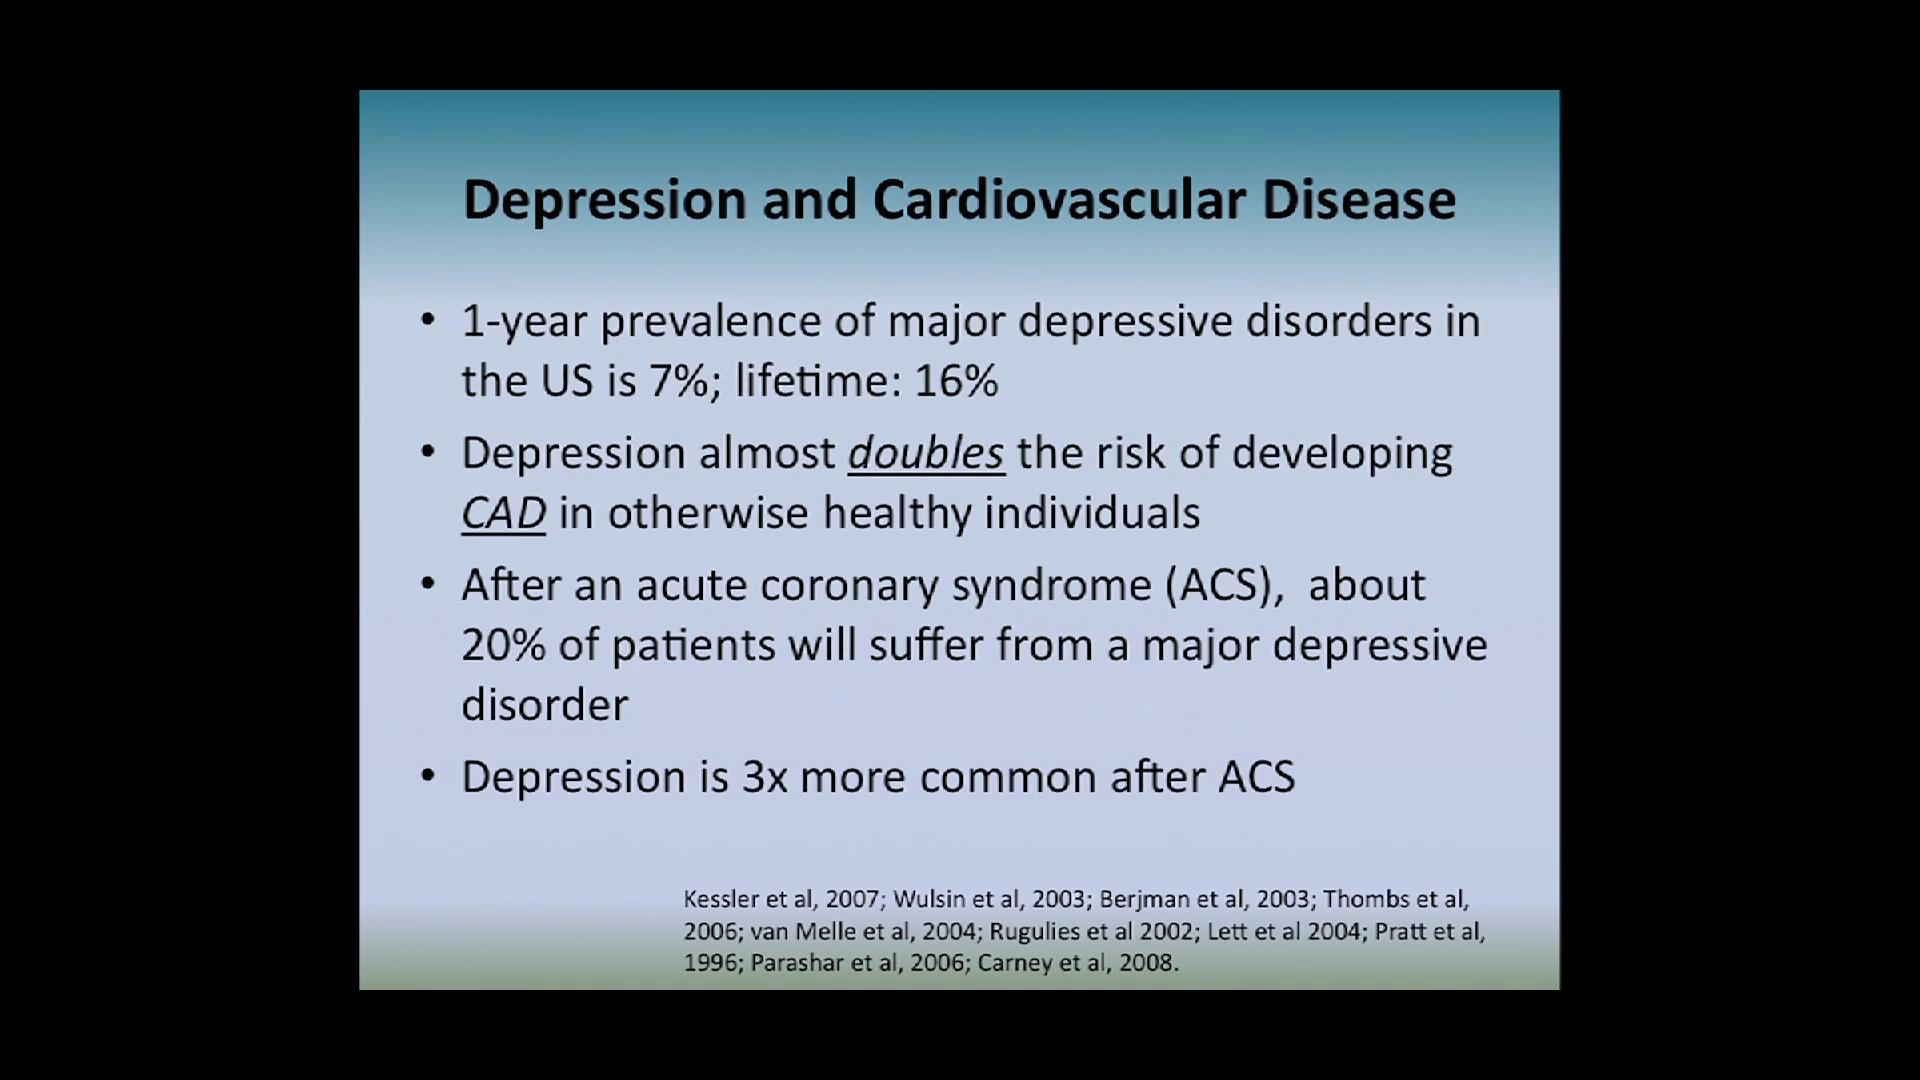 Depression and Cardiovascular Disease
• 1-year prevalence of major depressive disorders in
the US is 7%; lifetime: 16%
• Depression almost doubles the risk of developing
CAD in otherwise healthy individuals
• After an acute coronary syndrome (ACS),  about
20% of patients will suffer from a major depressive
disorder
• Depression is 3x more common after ACS
Kessler et al, 2007; Wulsin et al, 2003; Berjman et al, 2003; Thombs et al,
2006; van Melle et al, 2004; Rugulies et al 2002; Lett et al 2004; Pratt et al,
1996; Parashar et al, 2006; Carney et al, 2008.